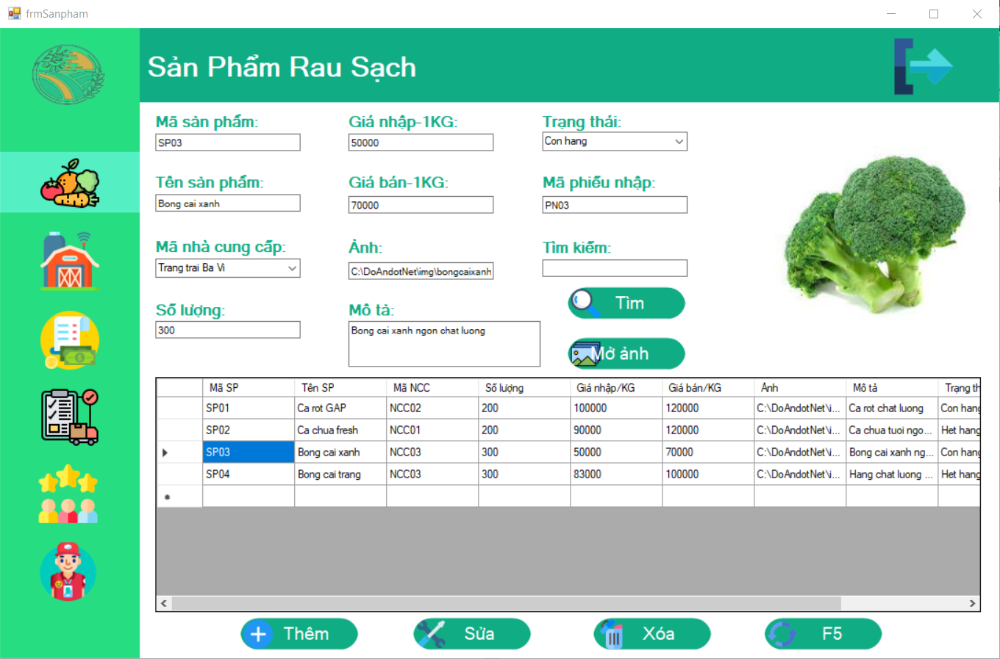 frmSanpham
Sản Phẩm Rau Sạch
Mã sản phẩm:
SP03
Giá nhập-1KG:
50000
Trạng thái:
Con hang
Tên sản phẩm:
Bong cai xanh
Giá bán-1KG:
70000
Mã phiếu nhập:
PN03
Mã nhà cung cấp:
Trang trai Ba Vi
Ảnh:
C:\DoAndotNet\img\bongcaixanh
Tìm kiếm:
Tìm
Số lượng:
300
Mô tả:
Bong cai xanh ngon chat luong
Mở ảnh
Mã SP Tên SP Mã NCC Số lượng Giá nhập/KG Giá bán/KG Ảnh Mô tả Trạng th
SP01 Ca rot GAP NCC02 200 100000 120000 C:\DoAndotNet\i... Ca rot chat luong Con hang
SP02 Ca chua fresh NCC01 200 90000 120000 C:\DoAndotNet\i... Ca chua tuoi ngo... Het hang
SP03 Bong cai xanh NCC03 300 50000 70000 C:\DoAndotNet\i... Bong cai xanh ng... Con hang
SP04 Bong cai trang NCC03 300 83000 100000 C:\DoAndotNet\i... Hang chat luong ... Het hang
Thêm Sửa Xóa F5